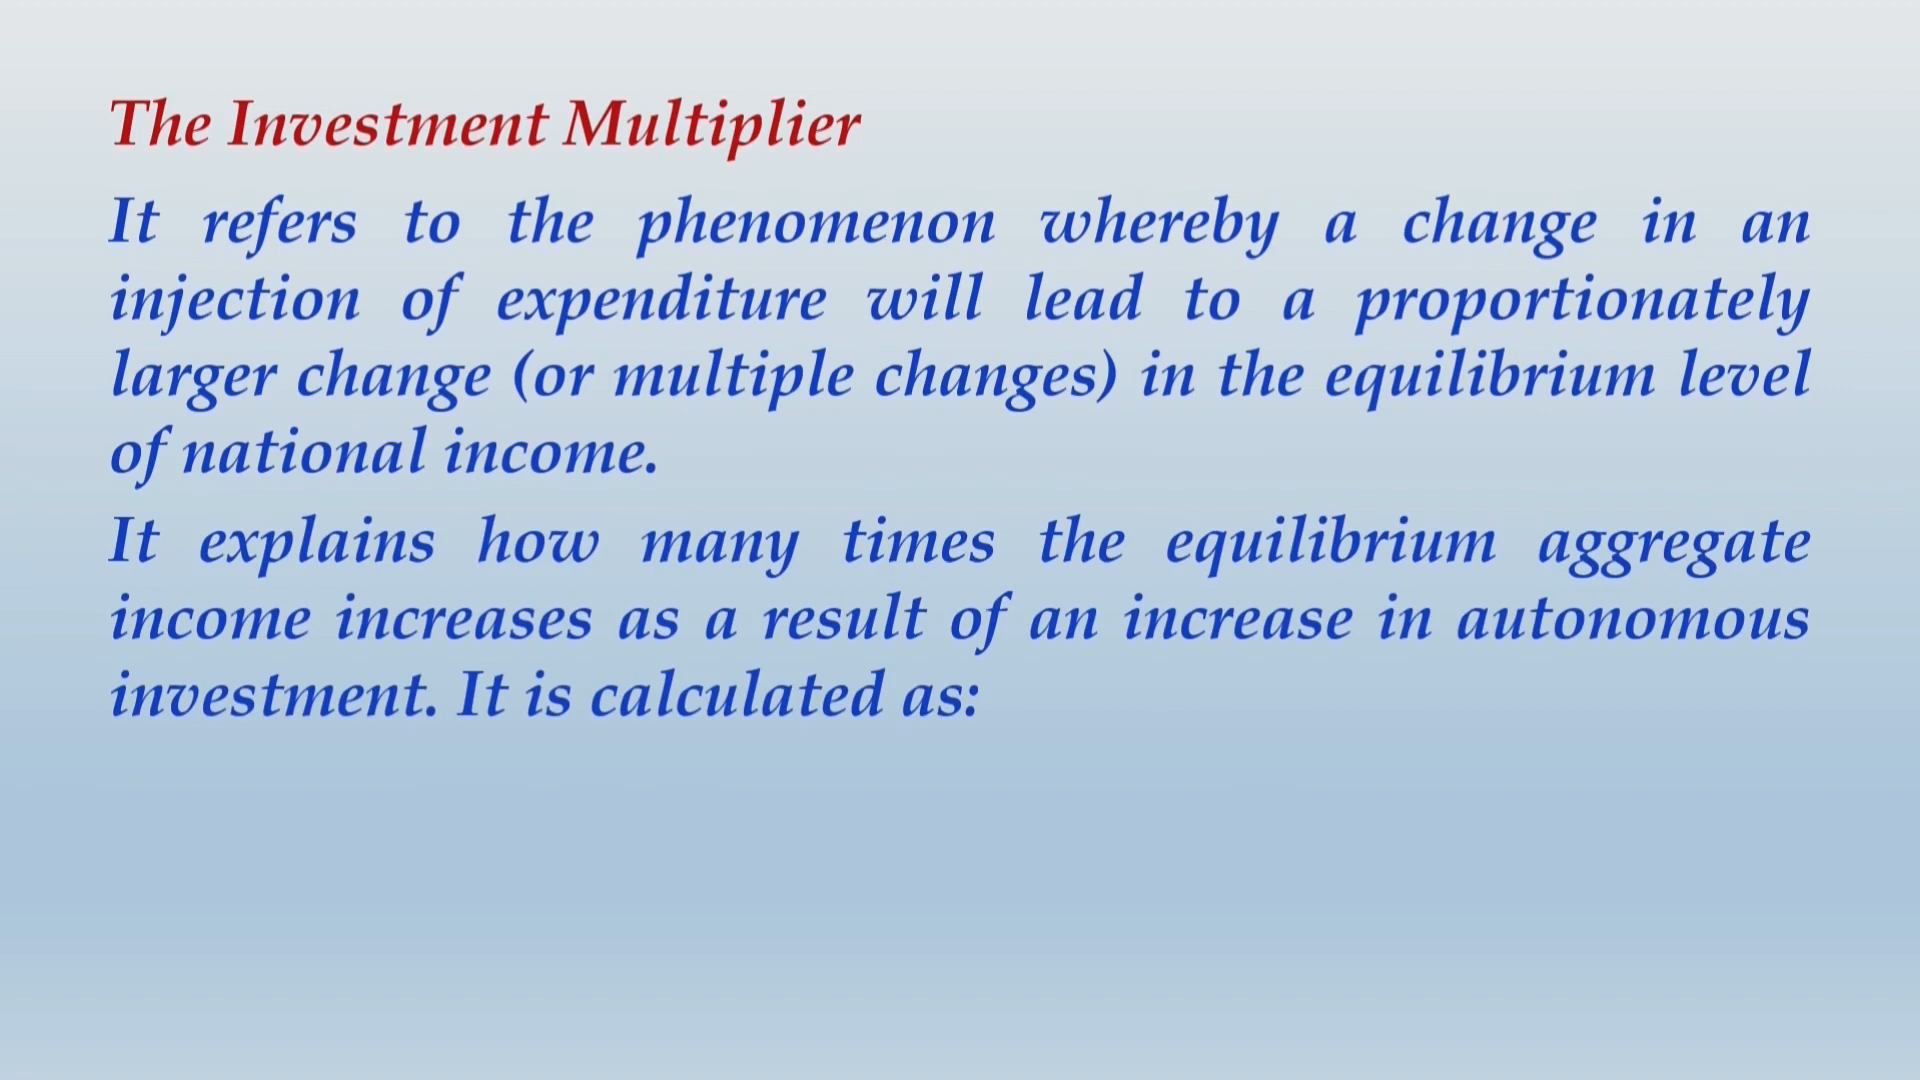 The Investment Multiplier
It refers to the phenomenon whereby a change in an
injection of expenditure will lead to a proportionately
larger change (or multiple changes) in the equilibrium level
of national income.
It explains how many times the equilibrium aggregate
income increases as a result of an increase in autonomous
investment. It is calculated as: